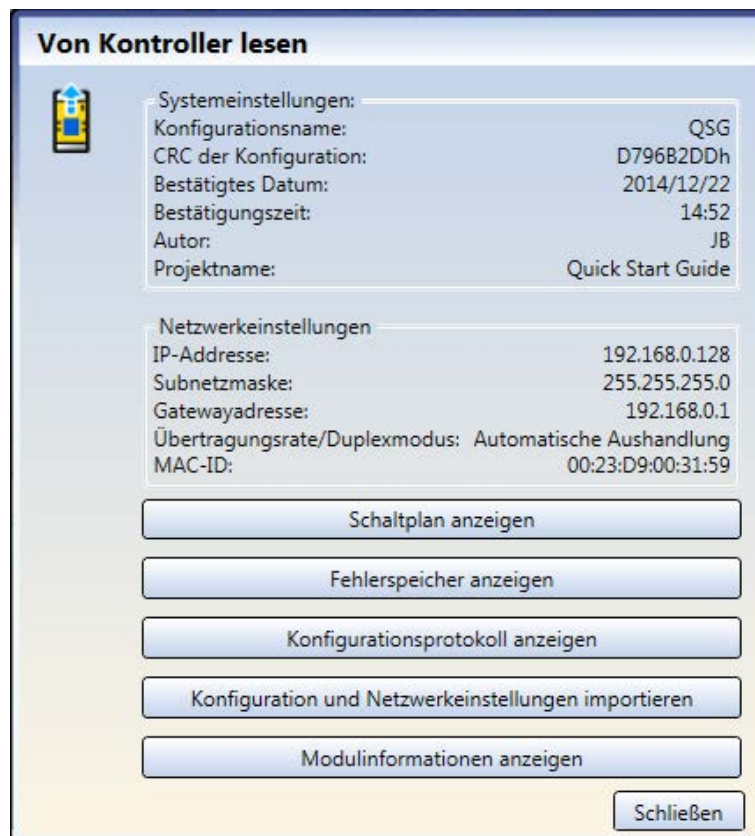 Von Kontroller lesen
Systemeinstellungen:
Konfigurationsname: QSG
CRC der Konfiguration: D796B2DDh
Bestätigtes Datum: 2014/12/22
Bestätigungszeit: 14:52
Autor: JB
Projektname: Quick Start Guide
Netzwerkeinstellungen
IP-Addresse: 192.168.0.128
Subnetzmaske: 255.255.255.0
Gatewayadresse: 192.168.0.1
Übertragungsrate/Duplexmodus: Automatische Aushandlung
MAC-ID: 00:23:D9:00:31:59
Schaltplan anzeigen
Fehlerspeicher anzeigen
Konfigurationsprotokoll anzeigen
Konfiguration und Netzwerkeinstellungen importieren
Modulinformationen anzeigen
Schließen